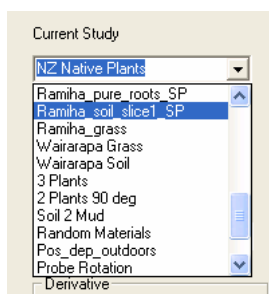 Current Study
NZ Native Plants
Ramiha_pure_roots_SP
Ramiha_soil_slice1_SP
Ramiha_grass
Wairarapa Grass
Wairarapa Soil
3 Plants
2 Plants 90 deg
Soil 2 Mud
Random Materials
Pos_dep_outdoors
Probe Rotation
Derivative